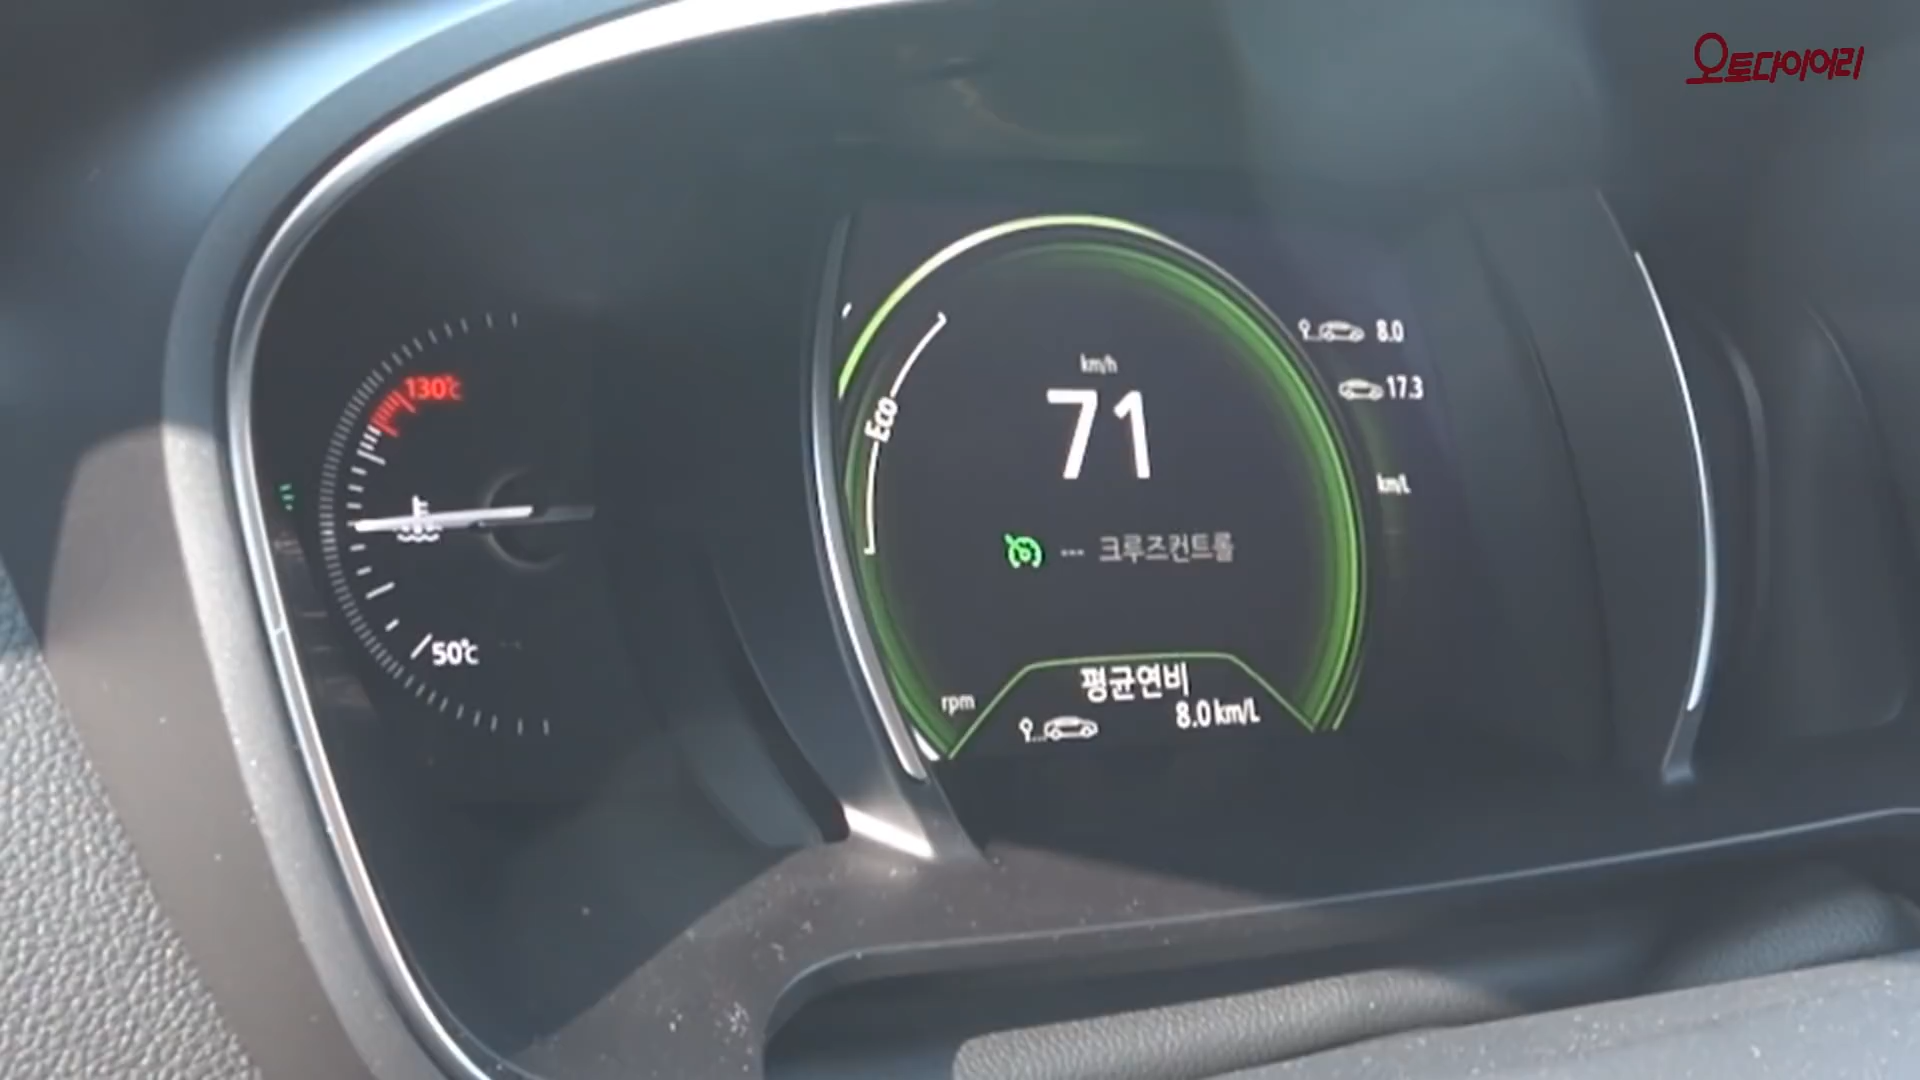 오토다이어리
130℃
50℃
Eco
km/h
71
--- 크루즈컨트롤
rpm
평균연비
8.0 km/L
8.0
17.3
km/L